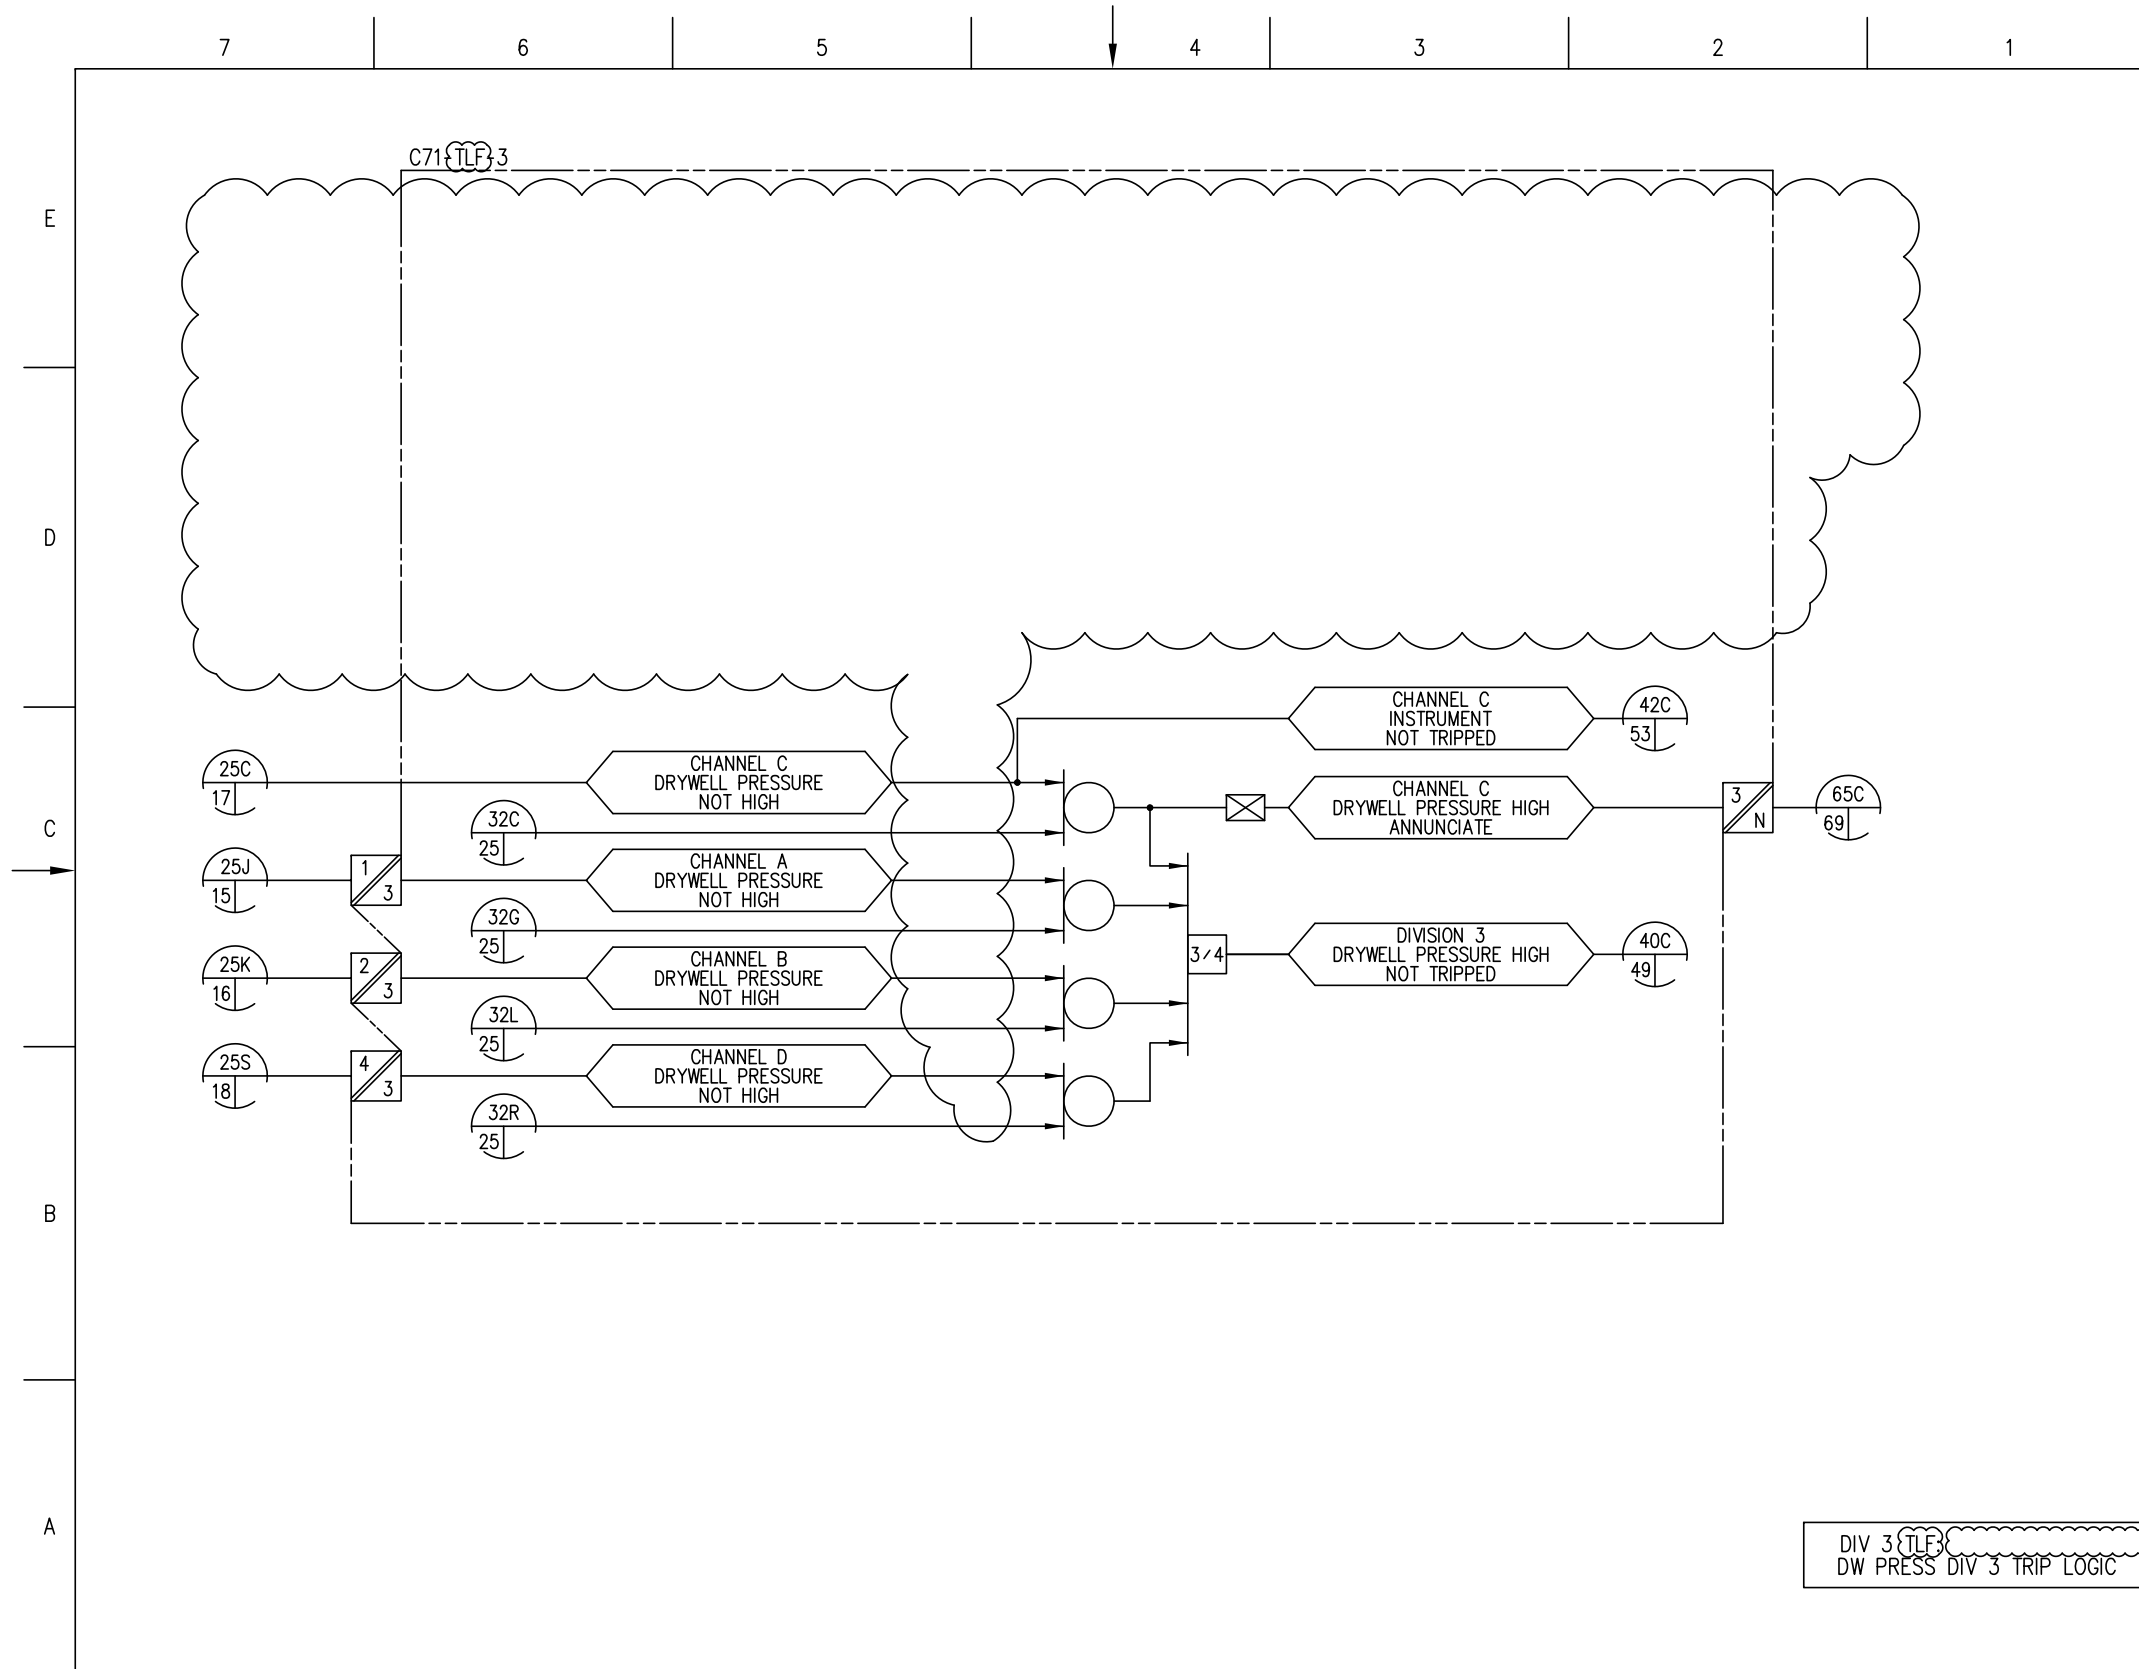 7 6 5 4 3 2 1
C71-TLF-3
E
D
CHANNEL C
INSTRUMENT
NOT TRIPPED
42C
53
25C
17
CHANNEL C
DRYWELL PRESSURE
NOT HIGH
32C
25
CHANNEL C
DRYWELL PRESSURE HIGH
ANNUNCIATE
3
N
65C
69
C
25J
15
1
3
CHANNEL A
DRYWELL PRESSURE
NOT HIGH
32G
25
25K
16
2
3
CHANNEL B
DRYWELL PRESSURE
NOT HIGH
32L
25
3/4
DIVISION 3
DRYWELL PRESSURE HIGH
NOT TRIPPED
40C
49
25S
18
4
3
CHANNEL D
DRYWELL PRESSURE
NOT HIGH
32R
25
B
A
DIV 3 TLF:
DW PRESS DIV 3 TRIP LOGIC